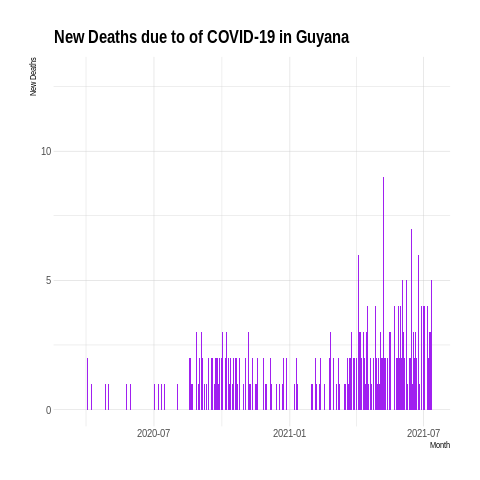 New Deaths due to of COVID-19 in Guyana
New Deaths
10
5
0
2020-07
2021-01
2021-07
Month